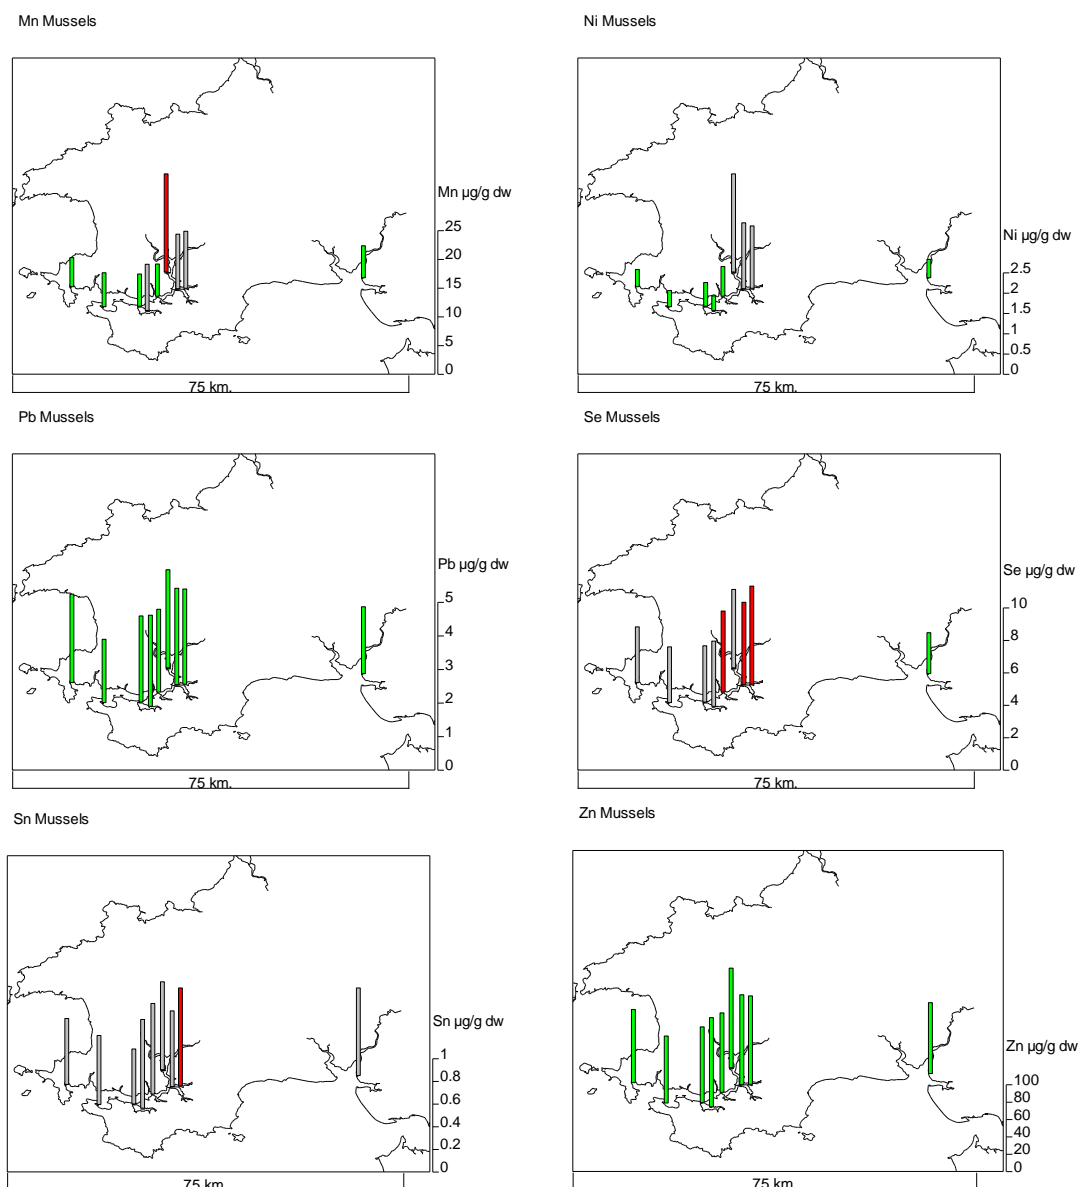 Mn Mussels
Ni Mussels
Mn µg/g dw
25
20
15
10
5
0
75 km.
Ni µg/g dw
2.5
2
1.5
1
0.5
0
75 km.
Pb Mussels
Se Mussels
Pb µg/g dw
5
4
3
2
1
0
75 km.
Se µg/g dw
10
8
6
4
2
0
75 km.
Sn Mussels
Zn Mussels
Sn µg/g dw
1
0.8
0.6
0.4
0.2
0
75 km.
Zn µg/g dw
100
80
60
40
20
0
75 km.